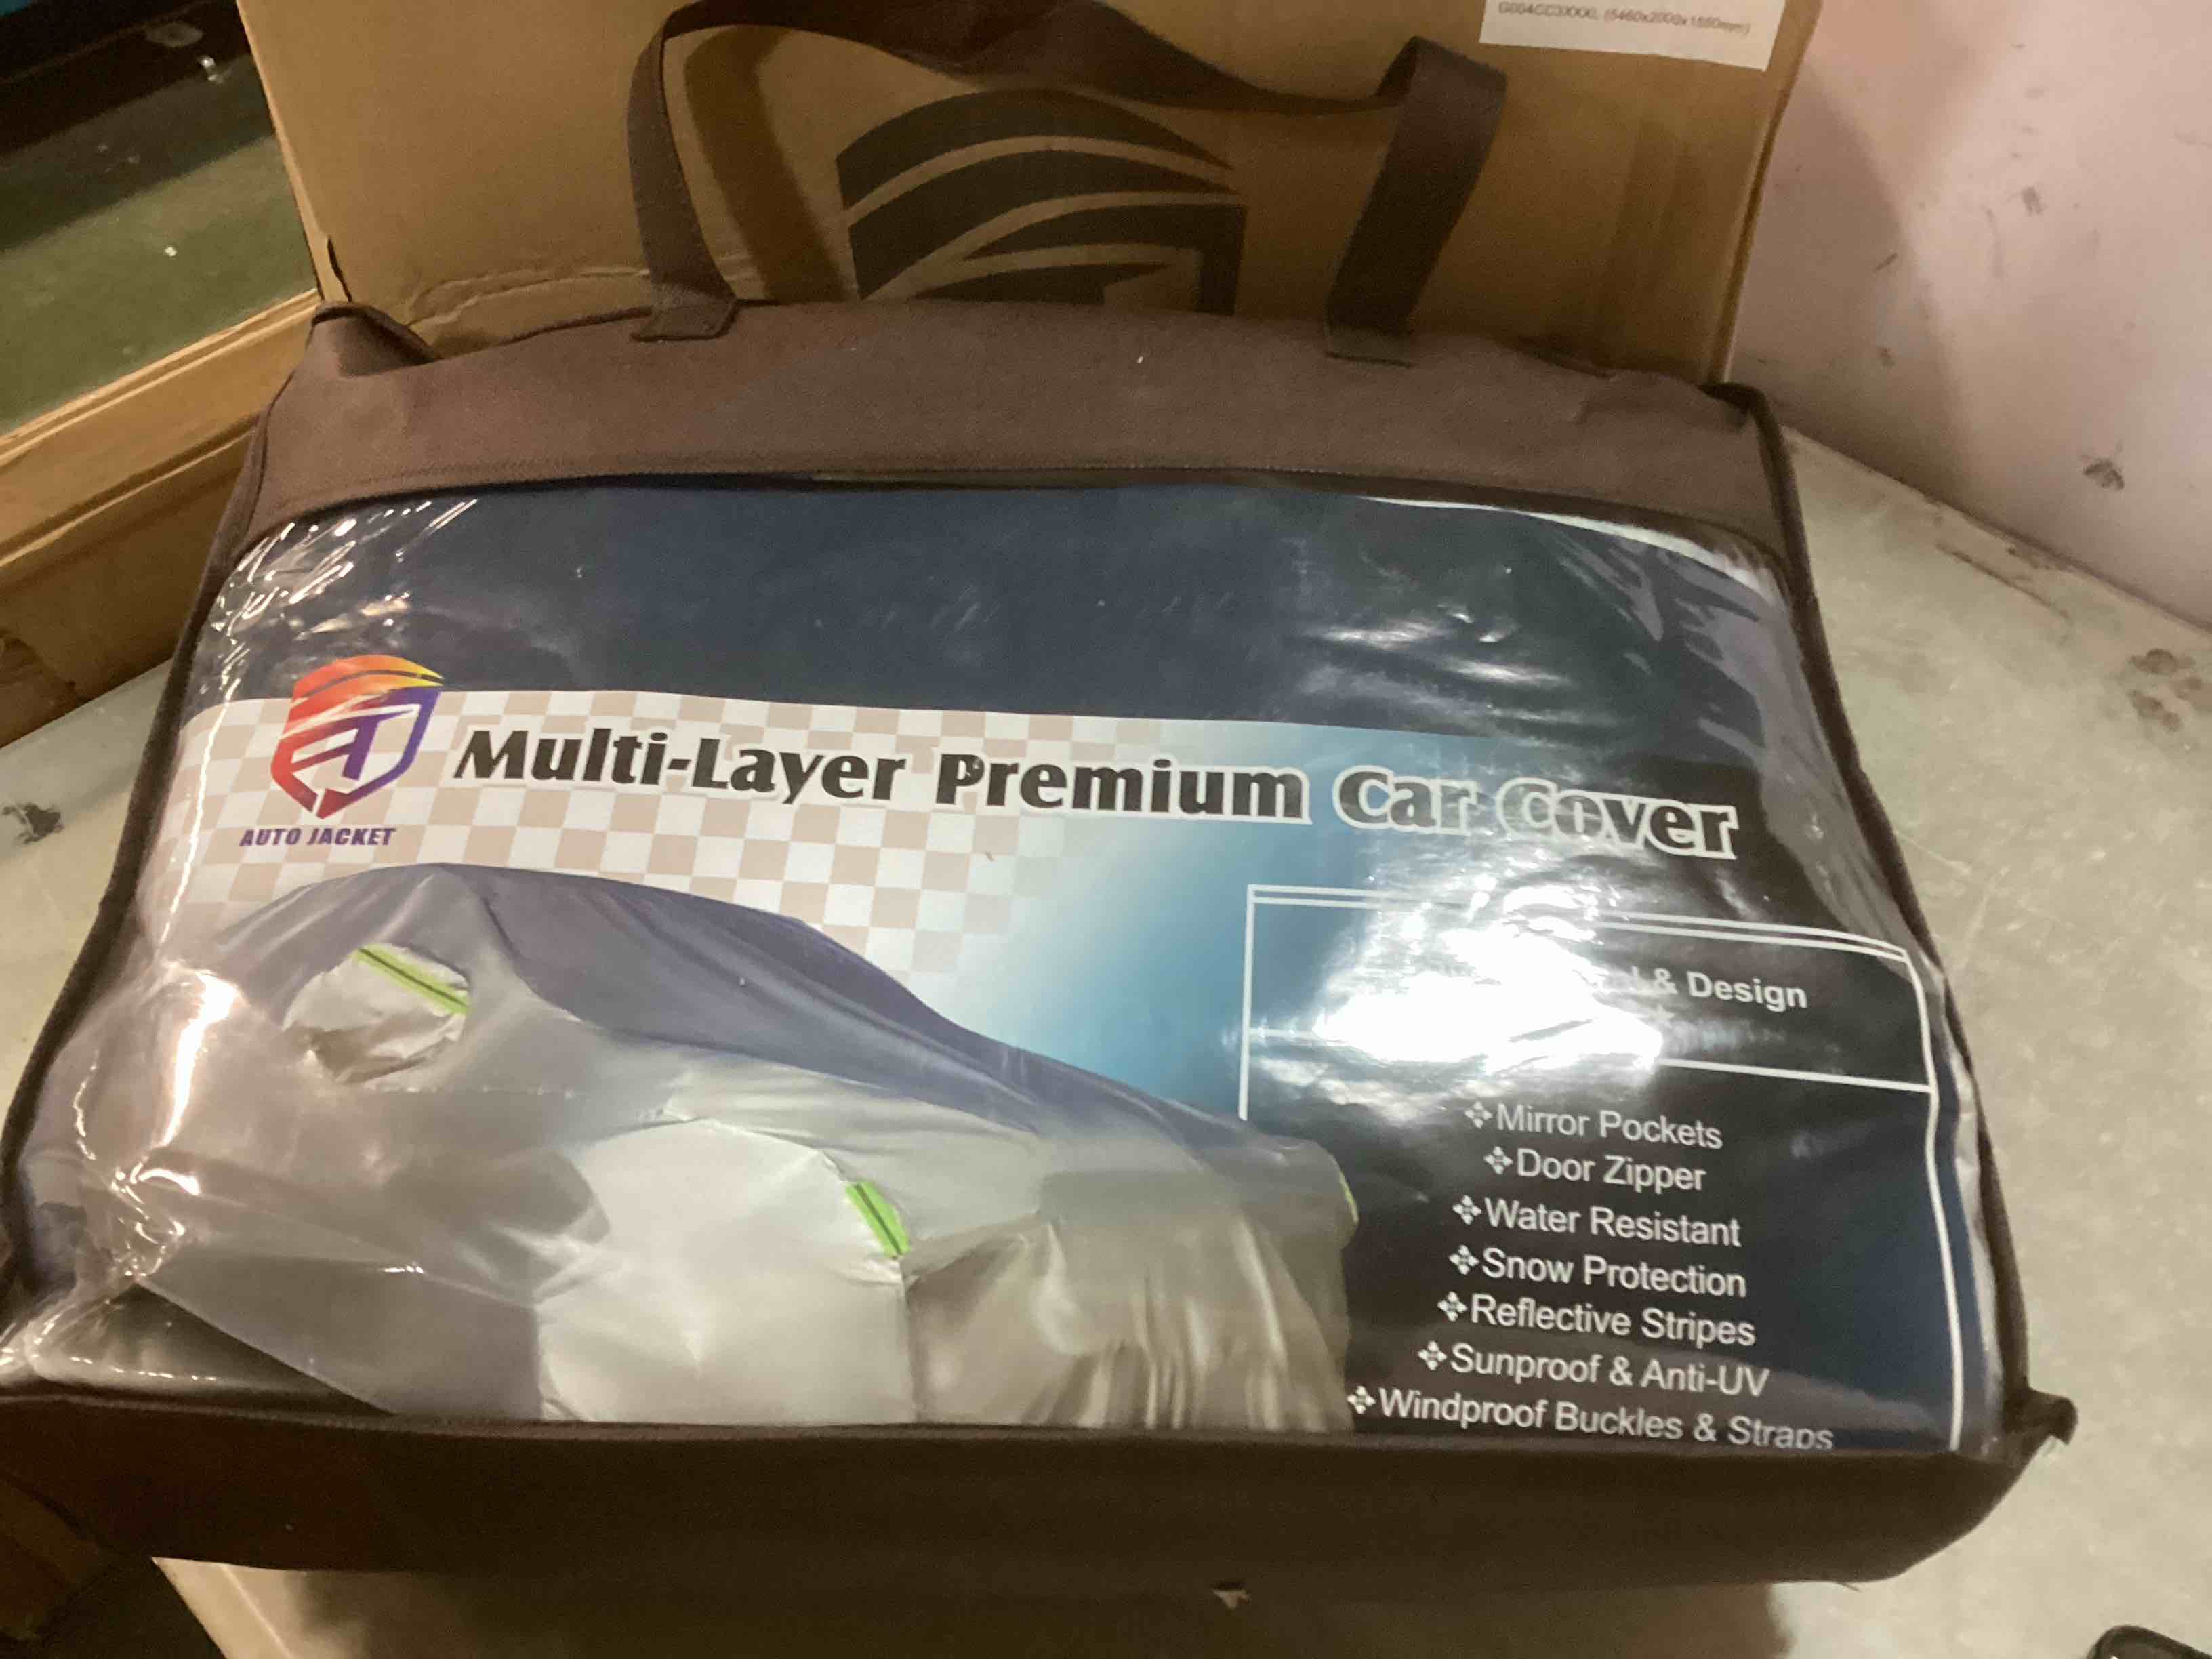 (5460x2000x1550mm)
AUTO JACKET
Multi-Layer Premium Car Cover
& Design
Mirror Pockets
Door Zipper
Water Resistant
Snow Protection
Reflective Stripes
Sunproof & Anti-UV
Windproof Buckles & Straps